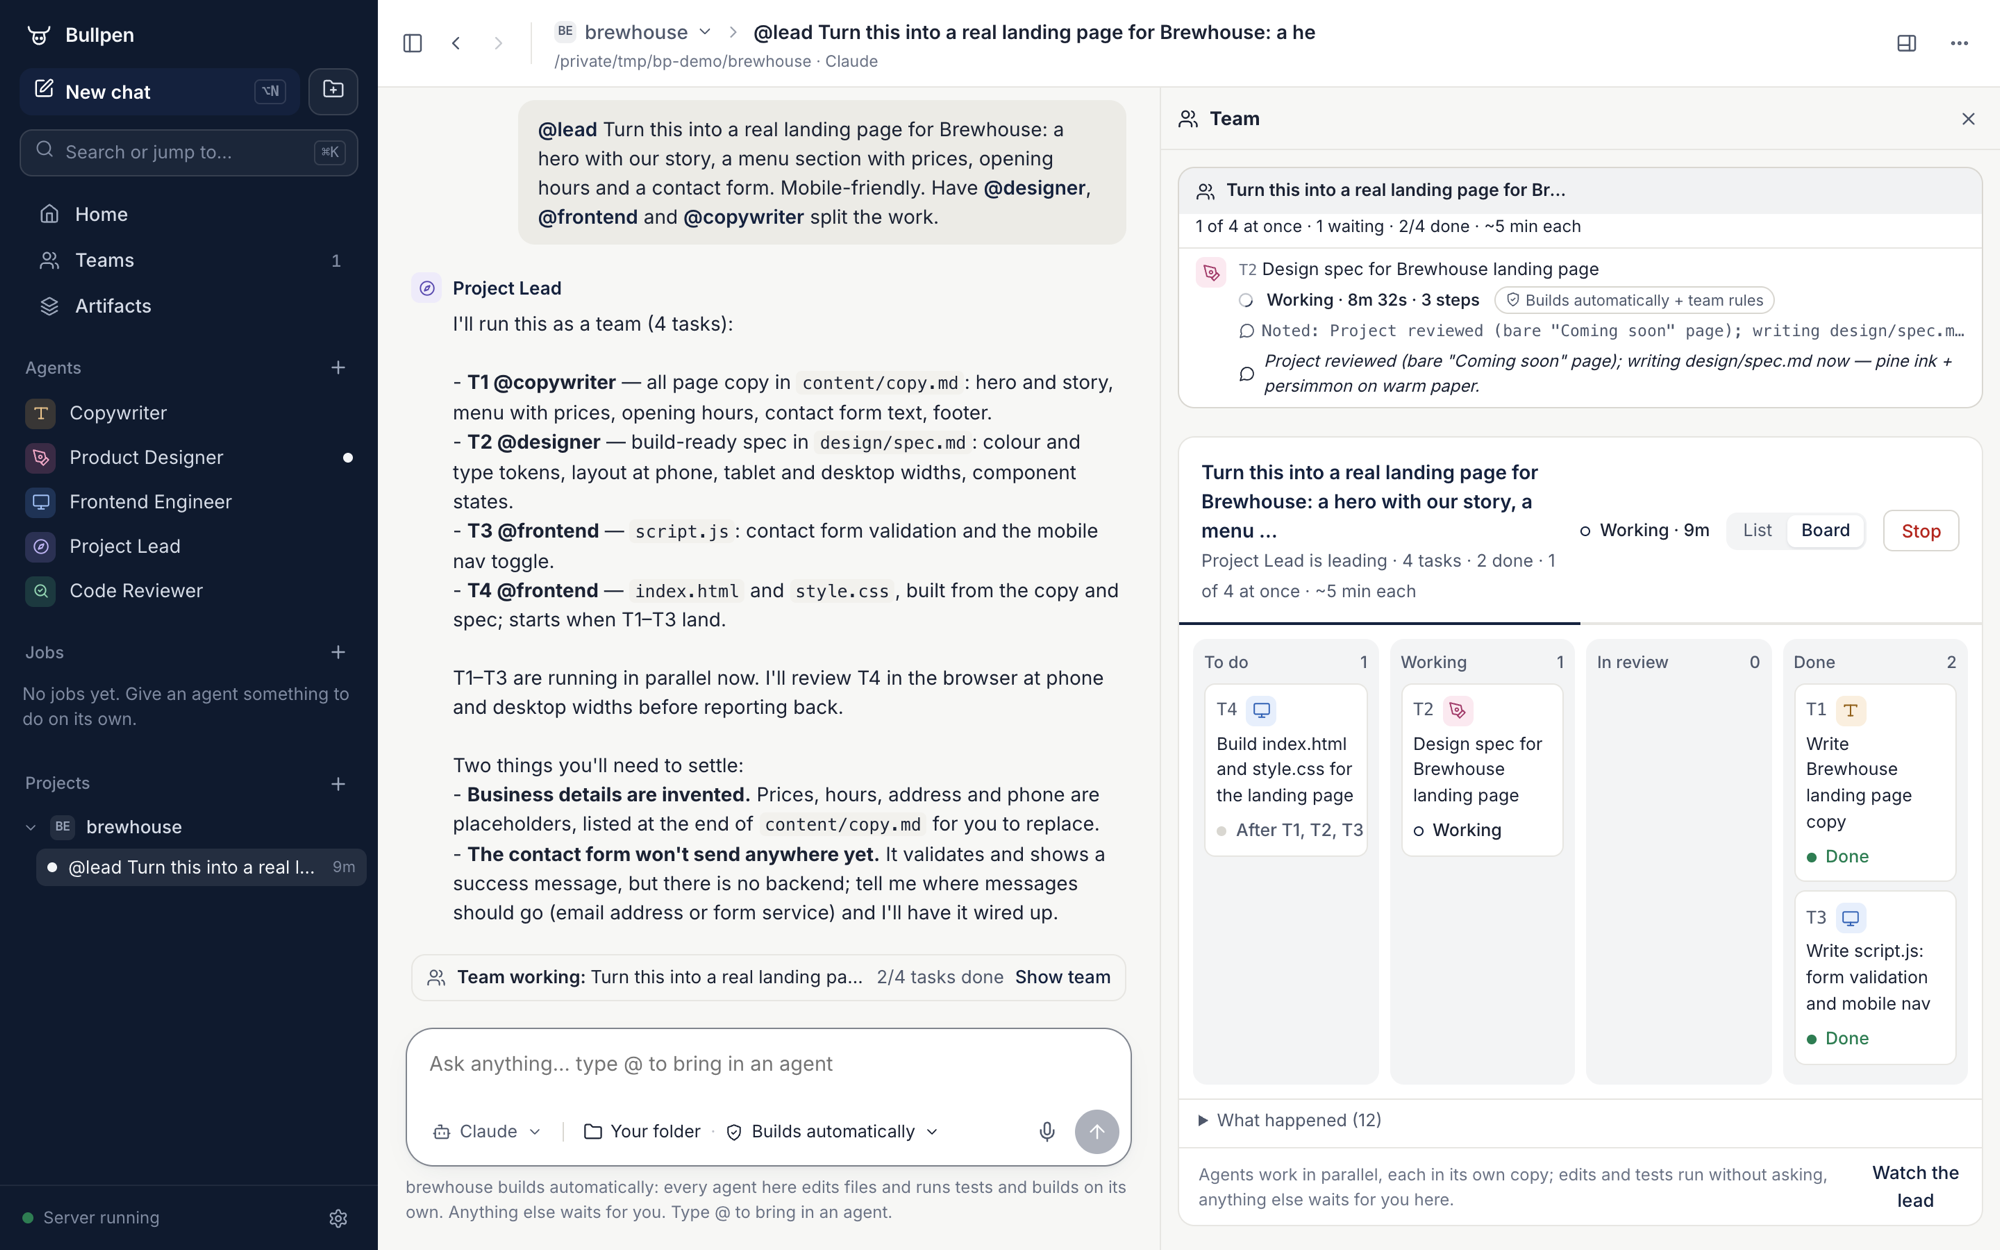 Bullpen
New chat
⌥N
Search or jump to...
⌘K
Home
Teams
1
Artifacts
Agents
Copywriter
Product Designer
Frontend Engineer
Project Lead
Code Reviewer
Jobs
No jobs yet. Give an agent something to
do on its own.
Projects
BE brewhouse
@lead Turn this into a real l... 9m
Server running
BE brewhouse
@lead Turn this into a real landing page for Brewhouse: a he
/private/tmp/bp-demo/brewhouse · Claude
@lead Turn this into a real landing page for Brewhouse: a
hero with our story, a menu section with prices, opening
hours and a contact form. Mobile-friendly. Have @designer,
@frontend and @copywriter split the work.
Project Lead
I'll run this as a team (4 tasks):
- T1 @copywriter — all page copy in content/copy.md: hero and story,
menu with prices, opening hours, contact form text, footer.
- T2 @designer — build-ready spec in design/spec.md: colour and
type tokens, layout at phone, tablet and desktop widths, component
states.
- T3 @frontend — script.js: contact form validation and the mobile
nav toggle.
- T4 @frontend — index.html and style.css, built from the copy and
spec; starts when T1–T3 land.
T1–T3 are running in parallel now. I'll review T4 in the browser at phone
and desktop widths before reporting back.
Two things you'll need to settle:
- Business details are invented. Prices, hours, address and phone are
placeholders, listed at the end of content/copy.md for you to replace.
- The contact form won't send anywhere yet. It validates and shows a
success message, but there is no backend; tell me where messages
should go (email address or form service) and I'll have it wired up.
Team working: Turn this into a real landing pa... 2/4 tasks done Show team
Ask anything... type @ to bring in an agent
Claude
Your folder · Builds automatically
brewhouse builds automatically: every agent here edits files and runs tests and builds on its
own. Anything else waits for you. Type @ to bring in an agent.
Team
Turn this into a real landing page for Br...
1 of 4 at once · 1 waiting · 2/4 done · ~5 min each
T2 Design spec for Brewhouse landing page
Working · 8m 32s · 3 steps
Builds automatically + team rules
Noted: Project reviewed (bare "Coming soon" page); writing design/spec.m…
Project reviewed (bare "Coming soon" page); writing design/spec.md now — pine ink +
persimmon on warm paper.
Turn this into a real landing page for
Brewhouse: a hero with our story, a
menu ...
Project Lead is leading · 4 tasks · 2 done · 1
of 4 at once · ~5 min each
Working · 9m
List
Board
Stop
To do 1
T4
Build index.html
and style.css for
the landing page
After T1, T2, T3
Working 1
T2
Design spec for
Brewhouse
landing page
Working
In review 0
Done 2
T1
Write
Brewhouse
landing page
copy
Done
T3
Write script.js:
form validation
and mobile nav
Done
What happened (12)
Agents work in parallel, each in its own copy; edits and tests run without asking,
anything else waits for you here.
Watch the
lead